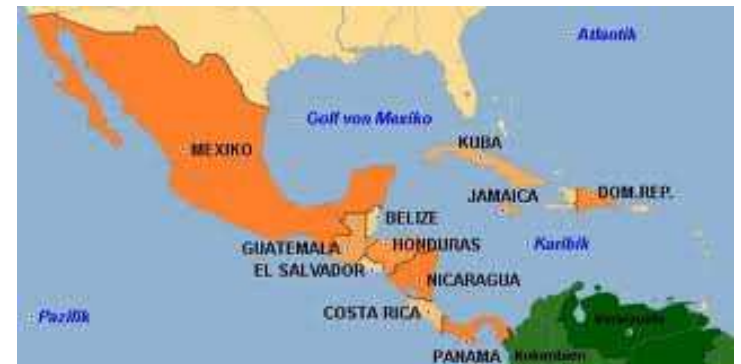 Atlantik
Golf von Mexiko
KUBA
MEXIKO
JAMAICA
DOM.REP.
BELIZE
GUATEMALA
HONDURAS
Karibik
EL SALVADOR
NICARAGUA
COSTA RICA
Pazifik
Venezuela
PANAMA
Kolumbien